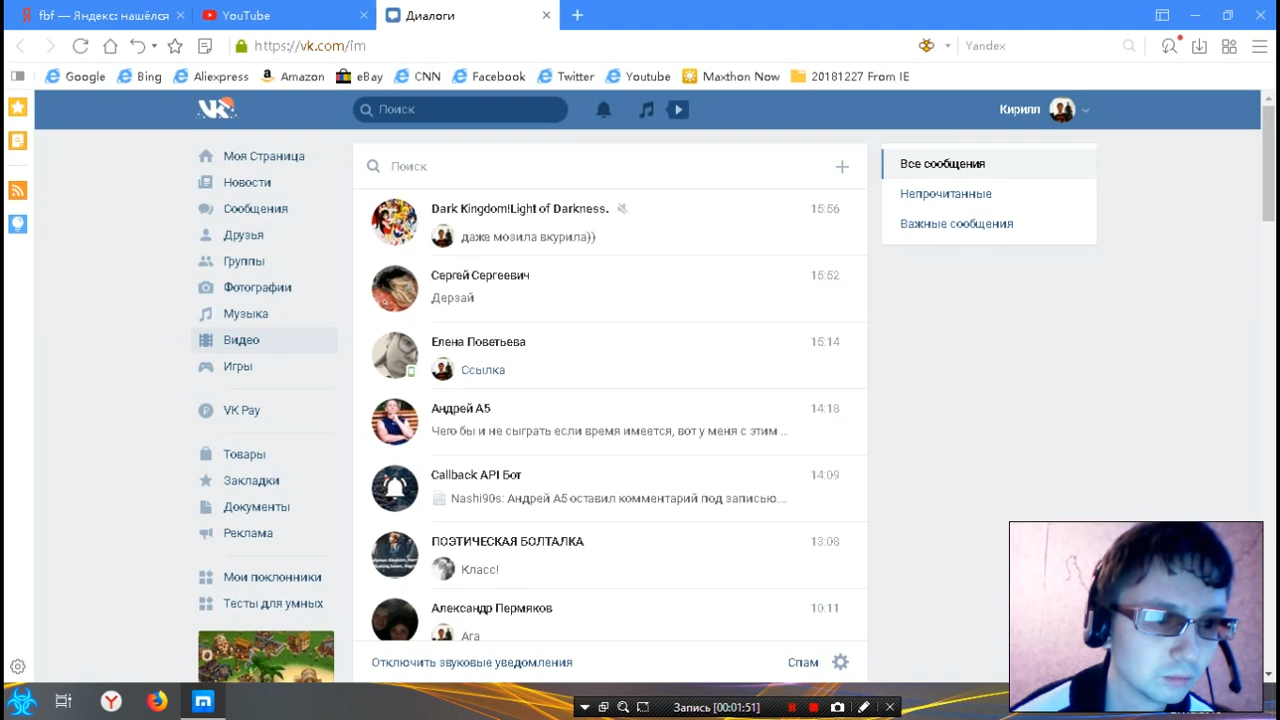 fbf — Яндекс: нашёлся
YouTube
Диалоги
https://vk.com/im
Yandex
Google
Bing
Aliexpress
Amazon
eBay
CNN
Facebook
Twitter
Youtube
Maxthon Now
20181227 From IE
Поиск
Кирилл
Моя Страница
Новости
Сообщения
Друзья
Группы
Фотографии
Музыка
Видео
Игры
VK Pay
Товары
Закладки
Документы
Реклама
Мои поклонники
Тесты для умных
Поиск
Dark Kingdom!Light of Darkness.
15:56
даже мозила вкурила))
Сергей Сергеевич
15:52
Дерзай
Елена Поветьева
15:14
Ссылка
Андрей А5
14:18
Чего бы и не сыграть если время имеется, вот у меня с этим ...
Callback API Бот
14:09
Nashi90s: Андрей А5 оставил комментарий под записью...
ПОЭТИЧЕСКАЯ БОЛТАЛКА
13:08
Класс!
Александр Пермяков
10:11
Ага
Отключить звуковые уведомления
Спам
Все сообщения
Непрочитанные
Важные сообщения
Запись [00:01:51]